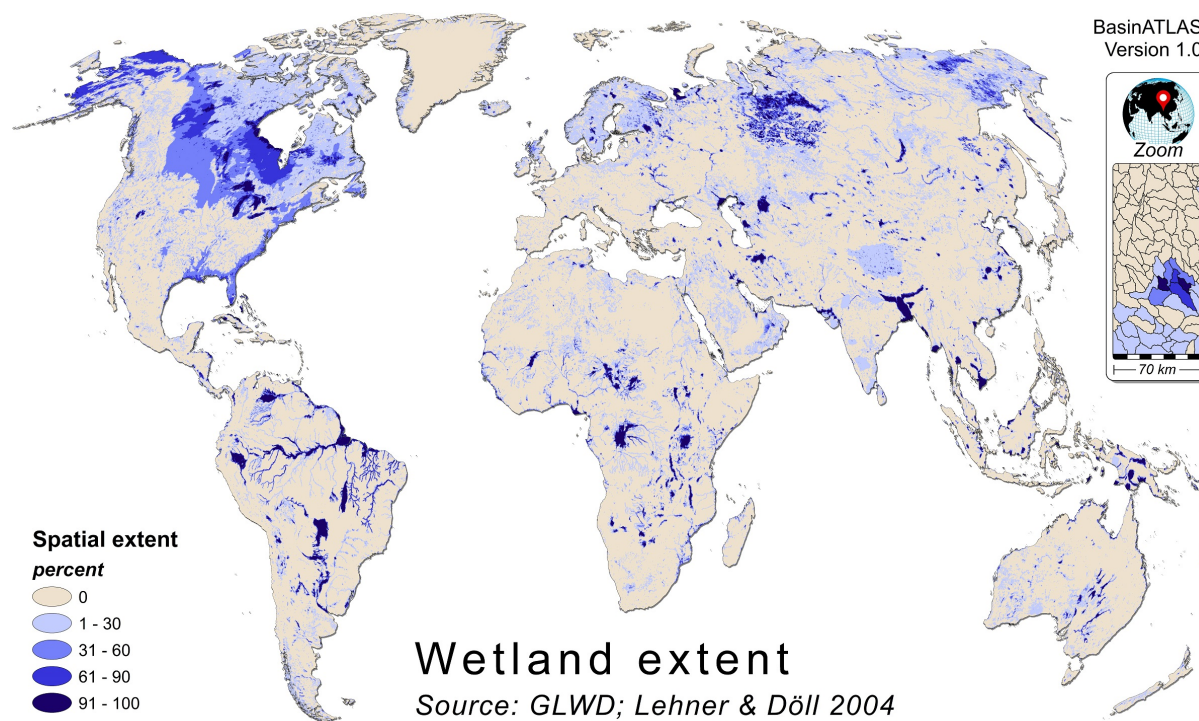 BasinATLAS
Version 1.0
Zoom
70 km
Spatial extent
percent
0
1 - 30
31 - 60
61 - 90
91 - 100
Wetland extent
Source: GLWD; Lehner & Döll 2004